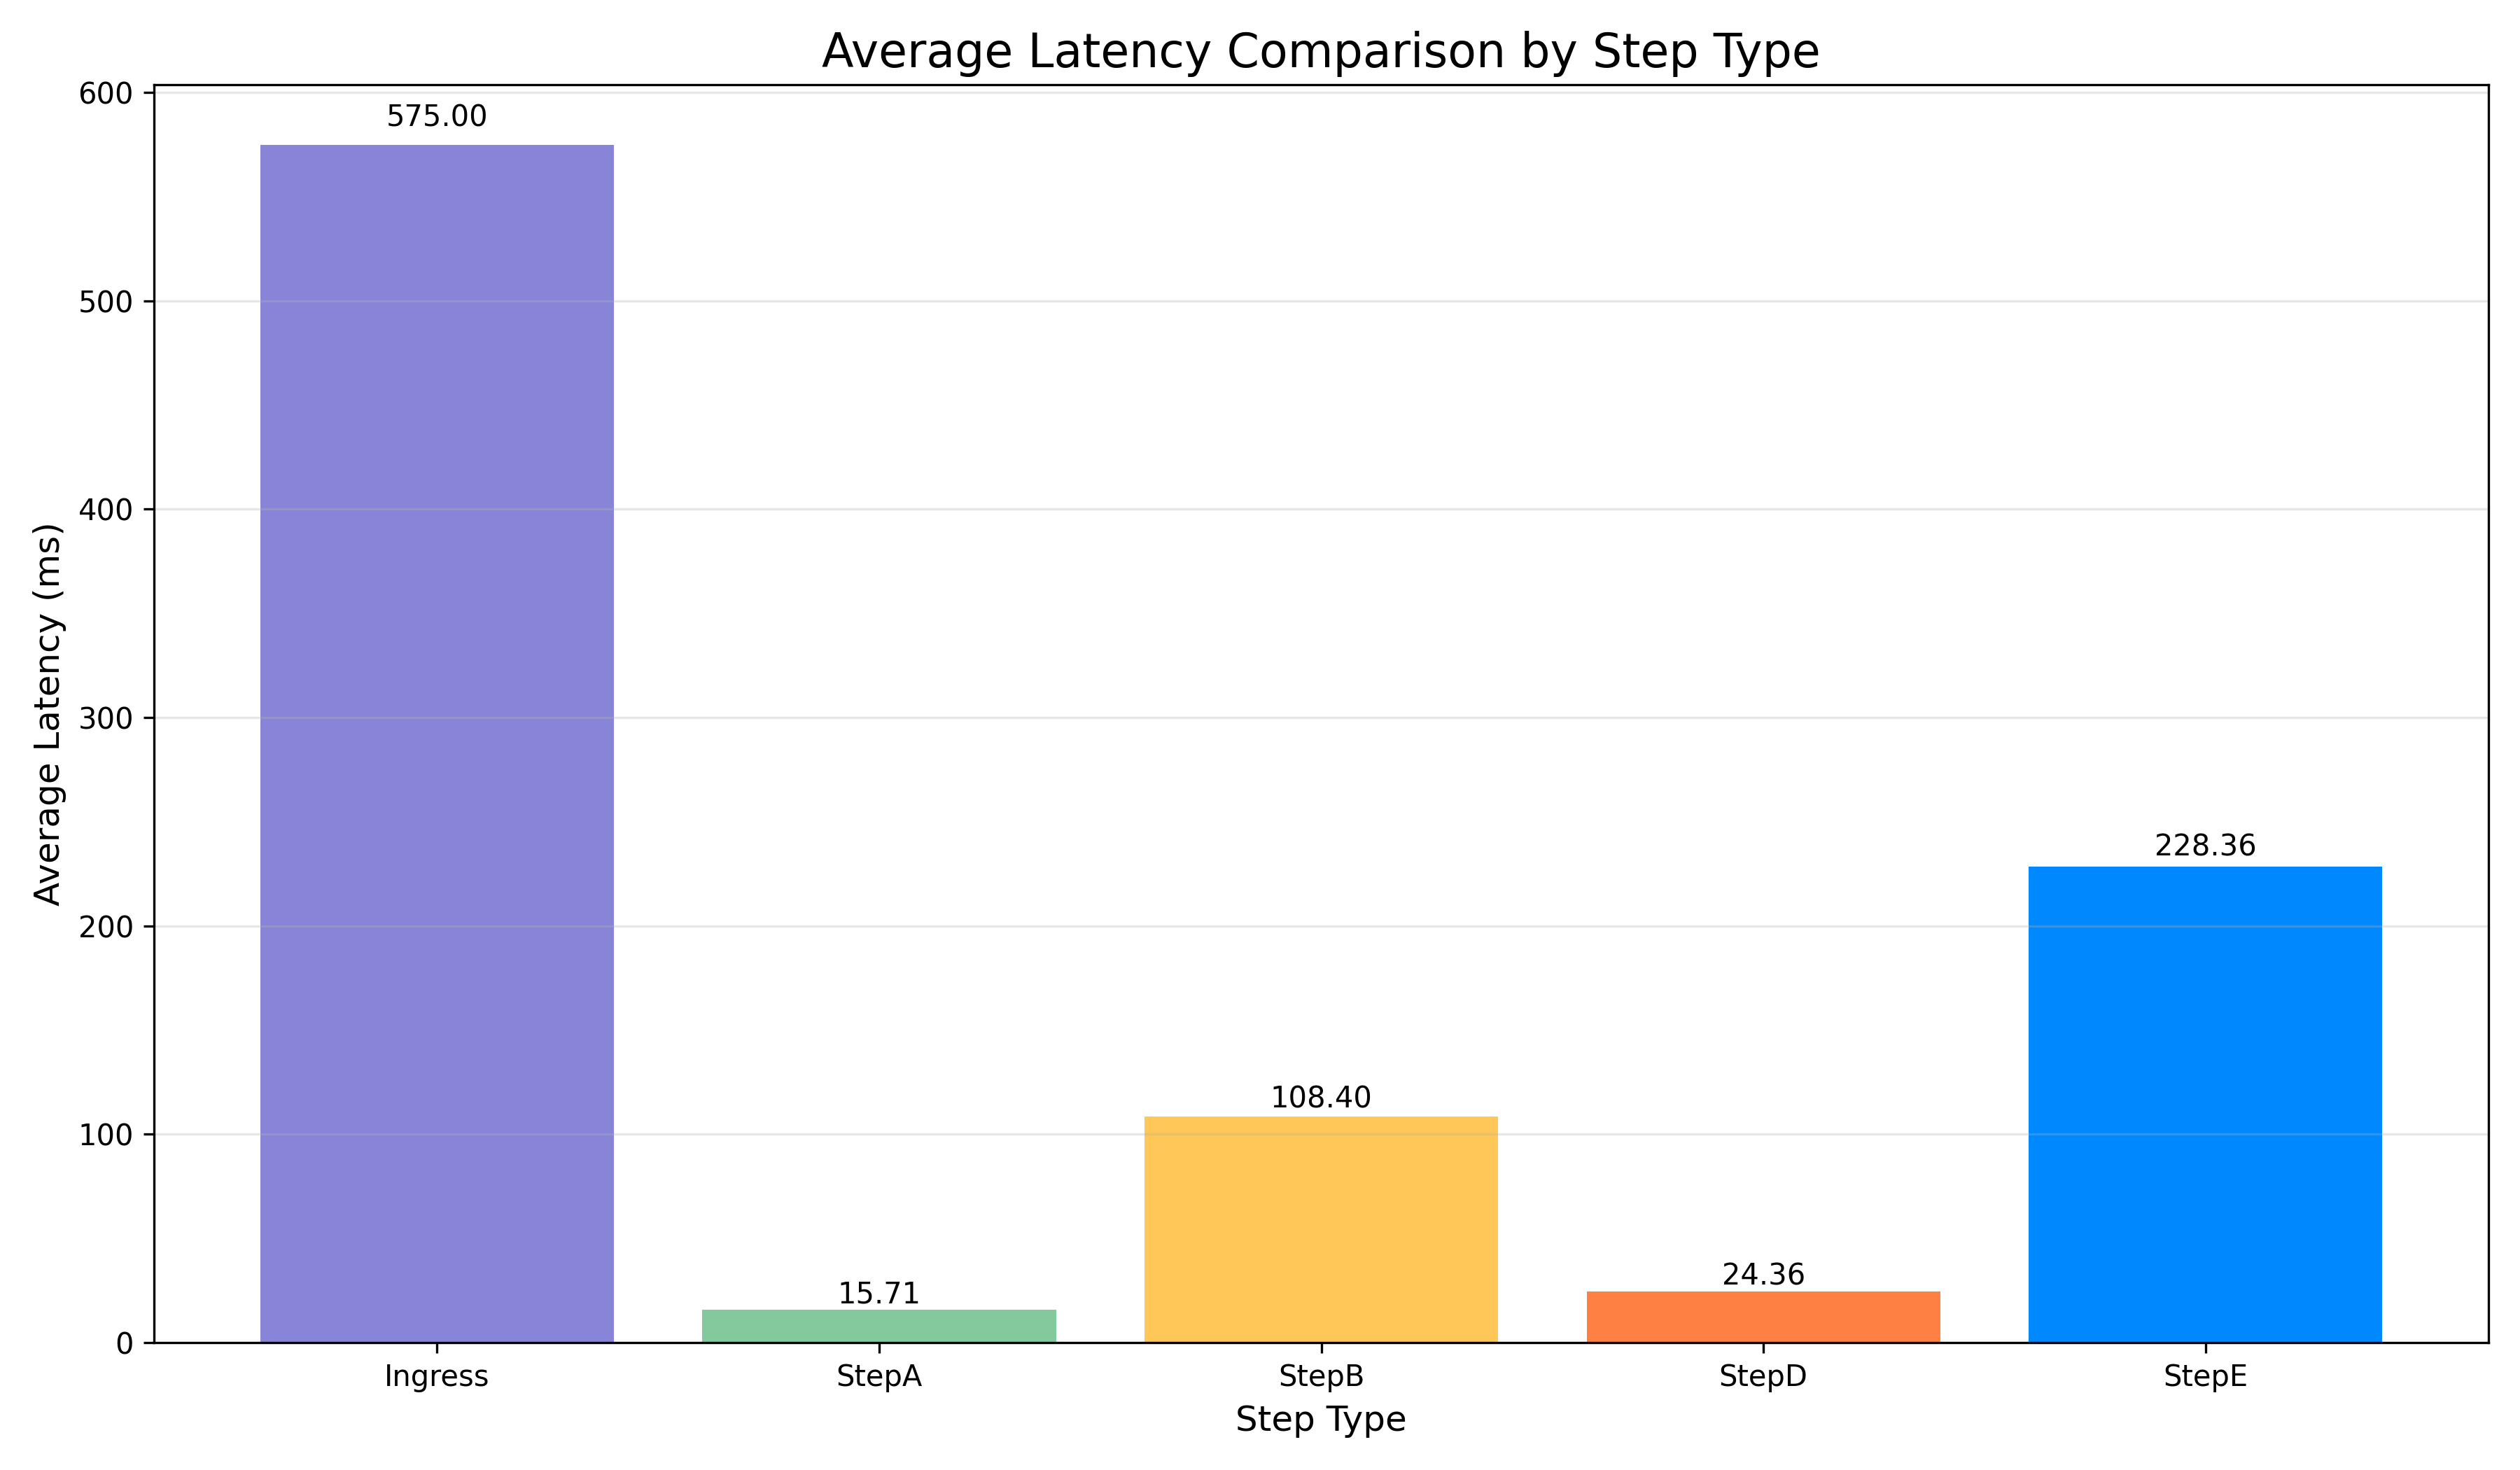 Average Latency Comparison by Step Type
Average Latency (ms)
600
500
400
300
200
100
0
575.00
15.71
108.40
24.36
228.36
Ingress
StepA
StepB
StepD
StepE
Step Type